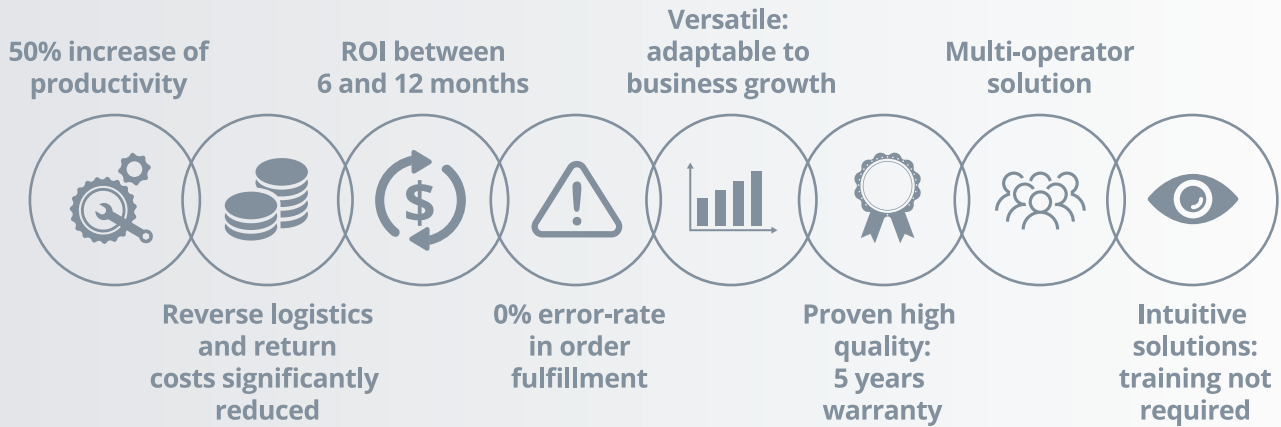 50% increase of
productivity
Reverse logistics
and return
costs significantly
reduced
ROI between
6 and 12 months
$
0% error-rate
in order
fulfillment
Versatile:
adaptable to
business growth
Proven high
quality:
5 years
warranty
Multi-operator
solution
Intuitive
solutions:
training not
required